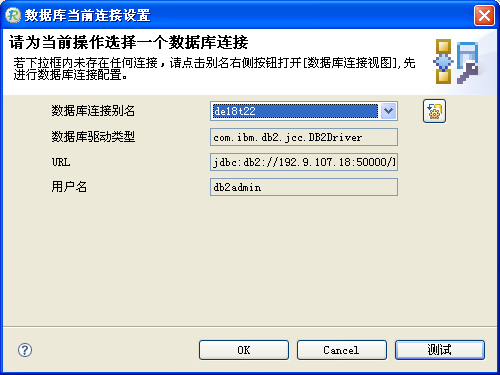 数据库当前连接设置
请为当前操作选择一个数据库连接
若下拉框内未存在任何连接，请点击别名右侧按钮打开[数据库连接视图],先
进行数据库连接配置。
数据库连接别名 de18t22
数据库驱动类型 com.ibm.db2.jcc.DB2Driver
URL jdbc:db2://192.9.107.18:50000/
用户名 db2admin
? OK Cancel 测试